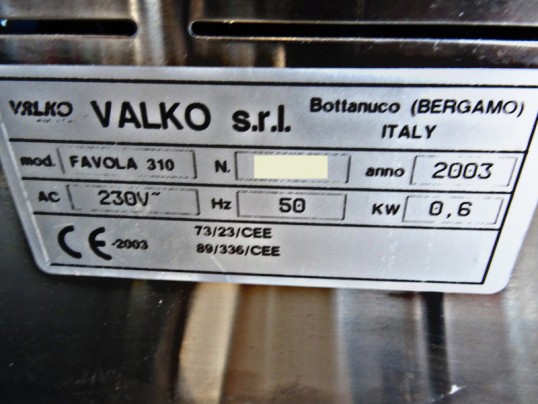 VALKO VALKO s.r.l. Bottanuco (BERGAMO)
ITALY
mod. FAVOLA 310 N. anno 2003
AC 230V~ Hz 50 KW 0,6
CE -2003 73/23/CEE
89/336/CEE